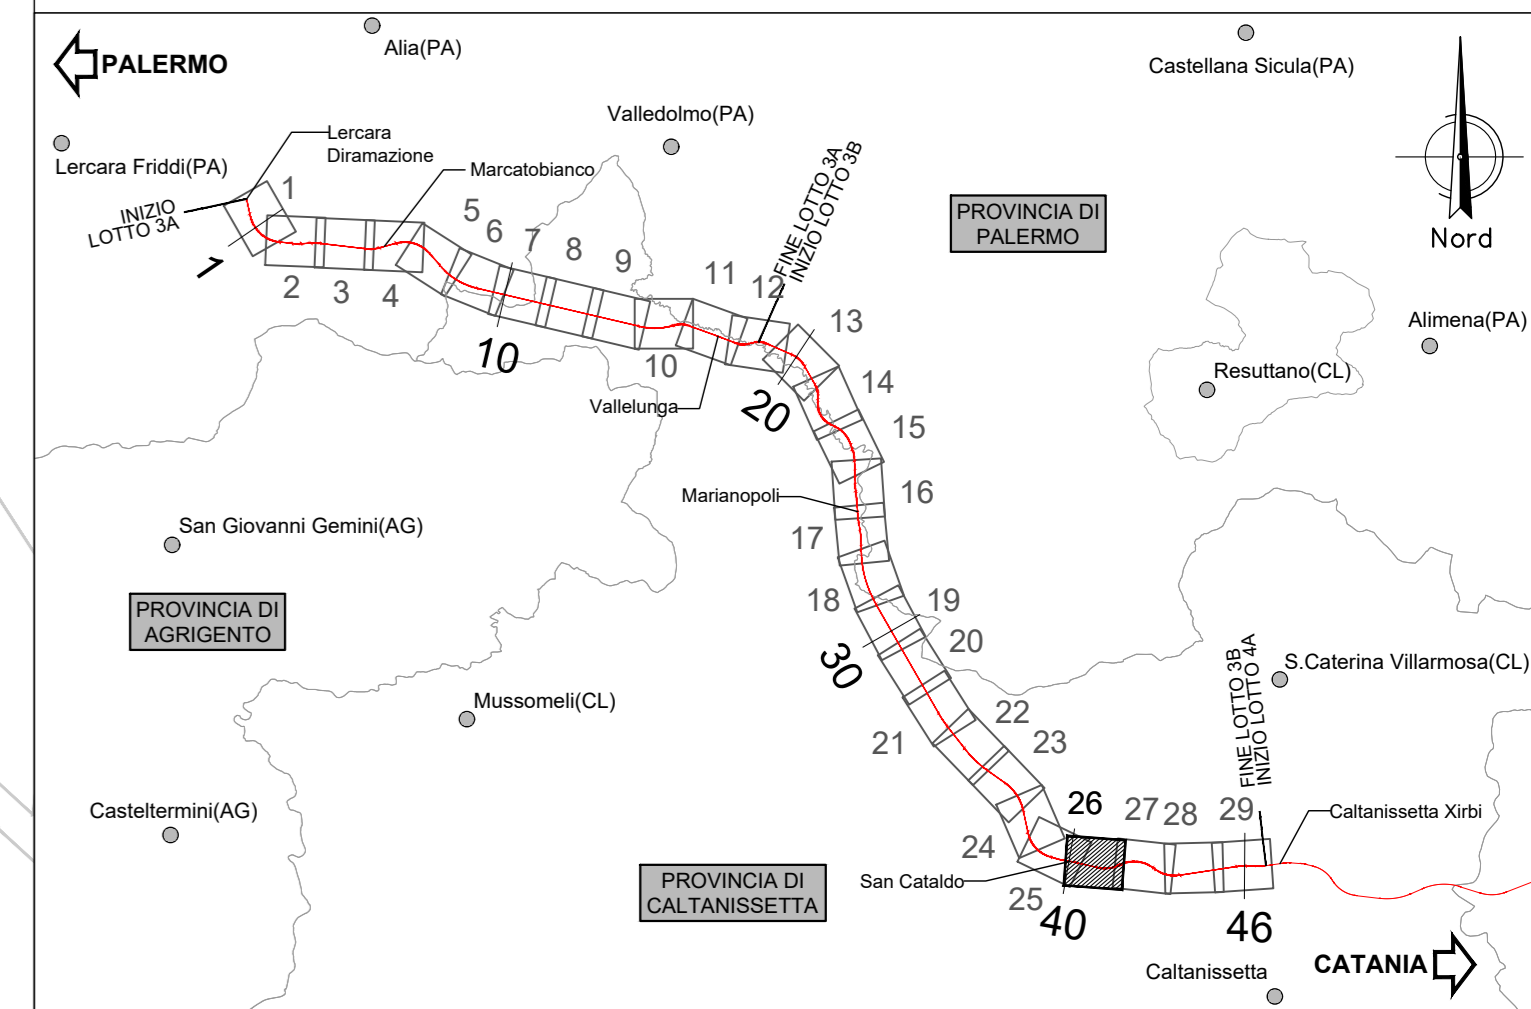 Alia(PA)
PALERMO
Castellana Sicula(PA)
Valledolmo(PA)
Lercara
Diramazione
Lercara Friddi(PA)
Marcatobianco
FINE LOTTO 3A
INIZIO LOTTO 3B
INIZIO
LOTTO 3A
1
1
PROVINCIA DI
PALERMO
Nord
5
6
7
8
9
11
12
2
3
4
13
Alimena(PA)
10
10
Resuttano(CL)
14
Vallelunga
20
15
Marianopoli
16
San Giovanni Gemini(AG)
17
PROVINCIA DI
AGRIGENTO
18
19
20
30
S.Caterina Villarmosa(CL)
FINE LOTTO 3B
INIZIO LOTTO 4A
Mussomeli(CL)
22
21
23
Casteltermini(AG)
26
27
28
29
Caltanissetta Xirbi
24
PROVINCIA DI
CALTANISSETTA
San Cataldo
25
40
46
Caltanissetta
CATANIA